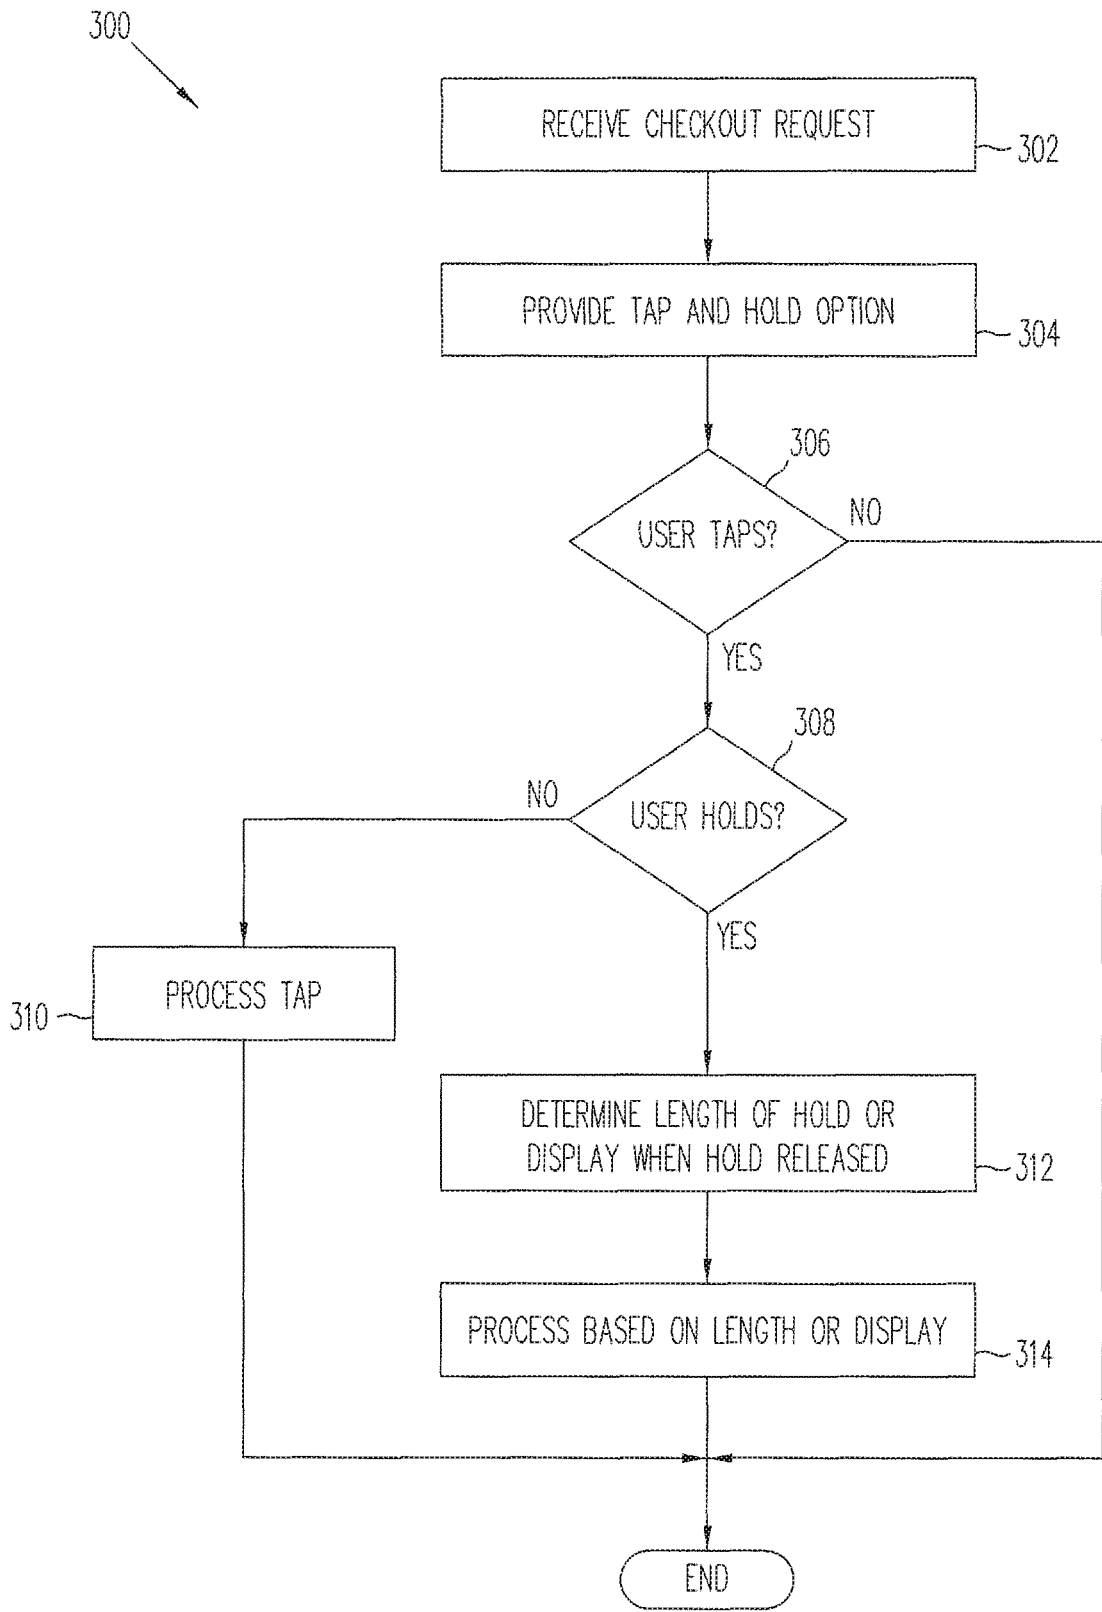 300
RECEIVE CHECKOUT REQUEST
302
PROVIDE TAP AND HOLD OPTION
304
306
USER TAPS?
NO
YES
308
NO
USER HOLDS?
YES
PROCESS TAP
310
DETERMINE LENGTH OF HOLD OR
DISPLAY WHEN HOLD RELEASED
312
PROCESS BASED ON LENGTH OR DISPLAY
314
END